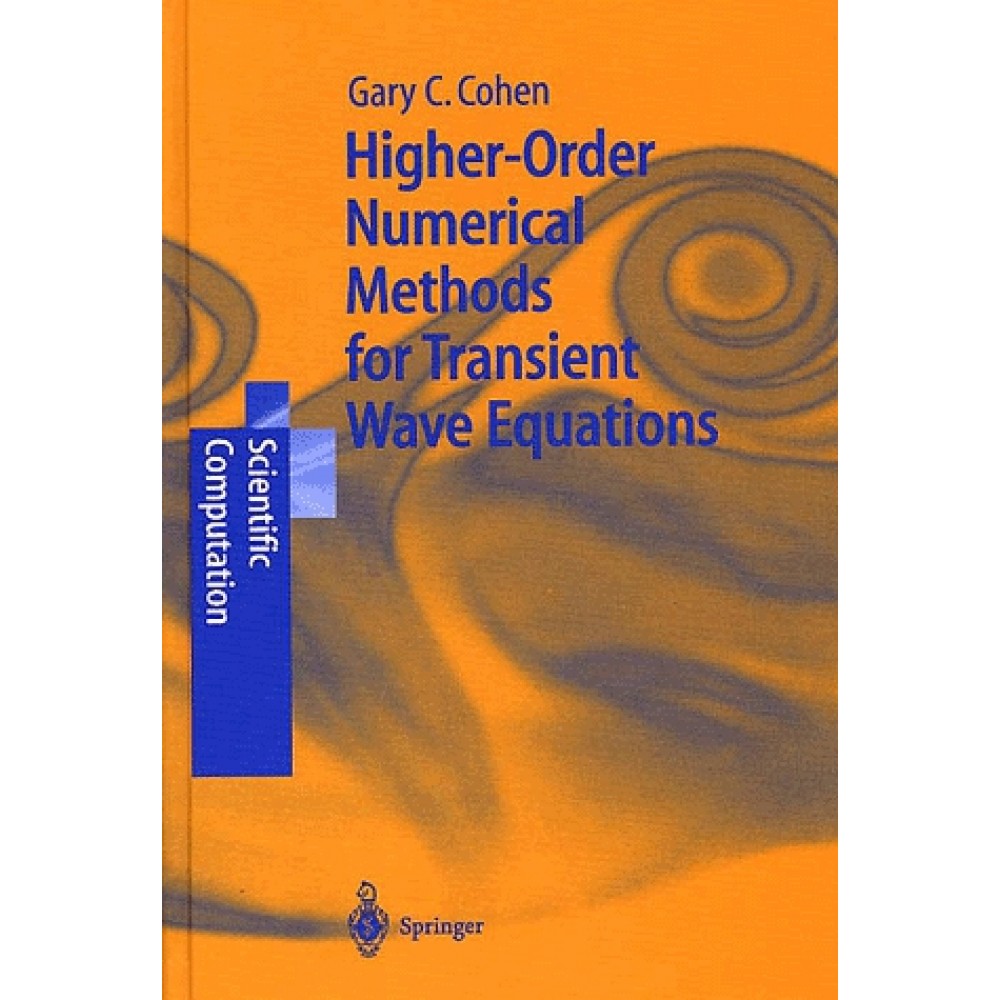 Gary C. Cohen
Higher-Order
Numerical
Methods
for Transient
Wave Equations
Scientific
Computation
Springer